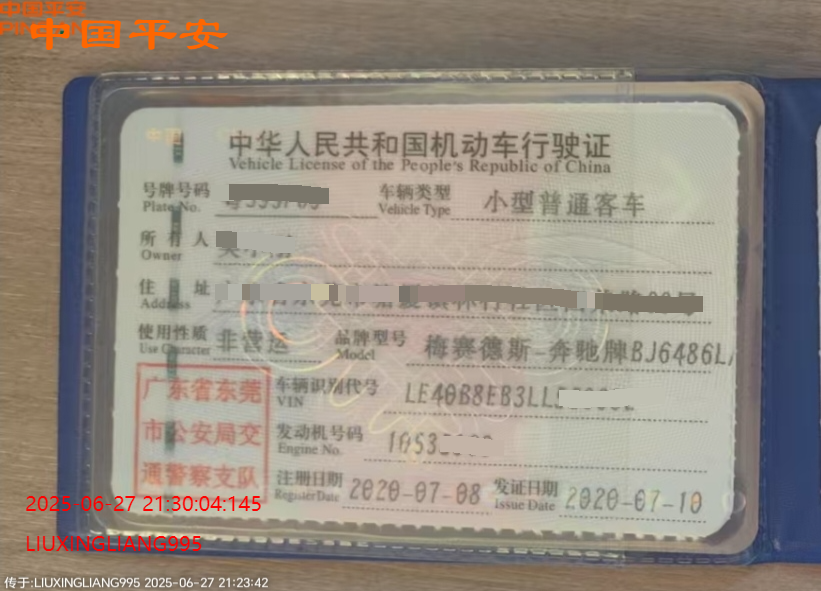 中国平安
中国平安
中华人民共和国机动车行驶证
Vehicle License of the People's Republic of China
号牌号码
Plate No.
车辆类型 小型普通客车
Vehicle Type
所有人
Owner
住址
Address
使用性质 非营运
Use Character
品牌型号 梅赛德斯-奔驰牌BJ6486L
Model
广东省东莞
市公安局交
通警察支队
车辆识别代号 LE40B8EB3LL
VIN
发动机号码 1053
Engine No.
注册日期 2020-07-08
Register Date
发证日期 2020-07-10
Issue Date
2025-06-27 21:30:04:145
LIUXINGLIANG995
传于:LIUXINGLIANG995 2025-06-27 21:23:42